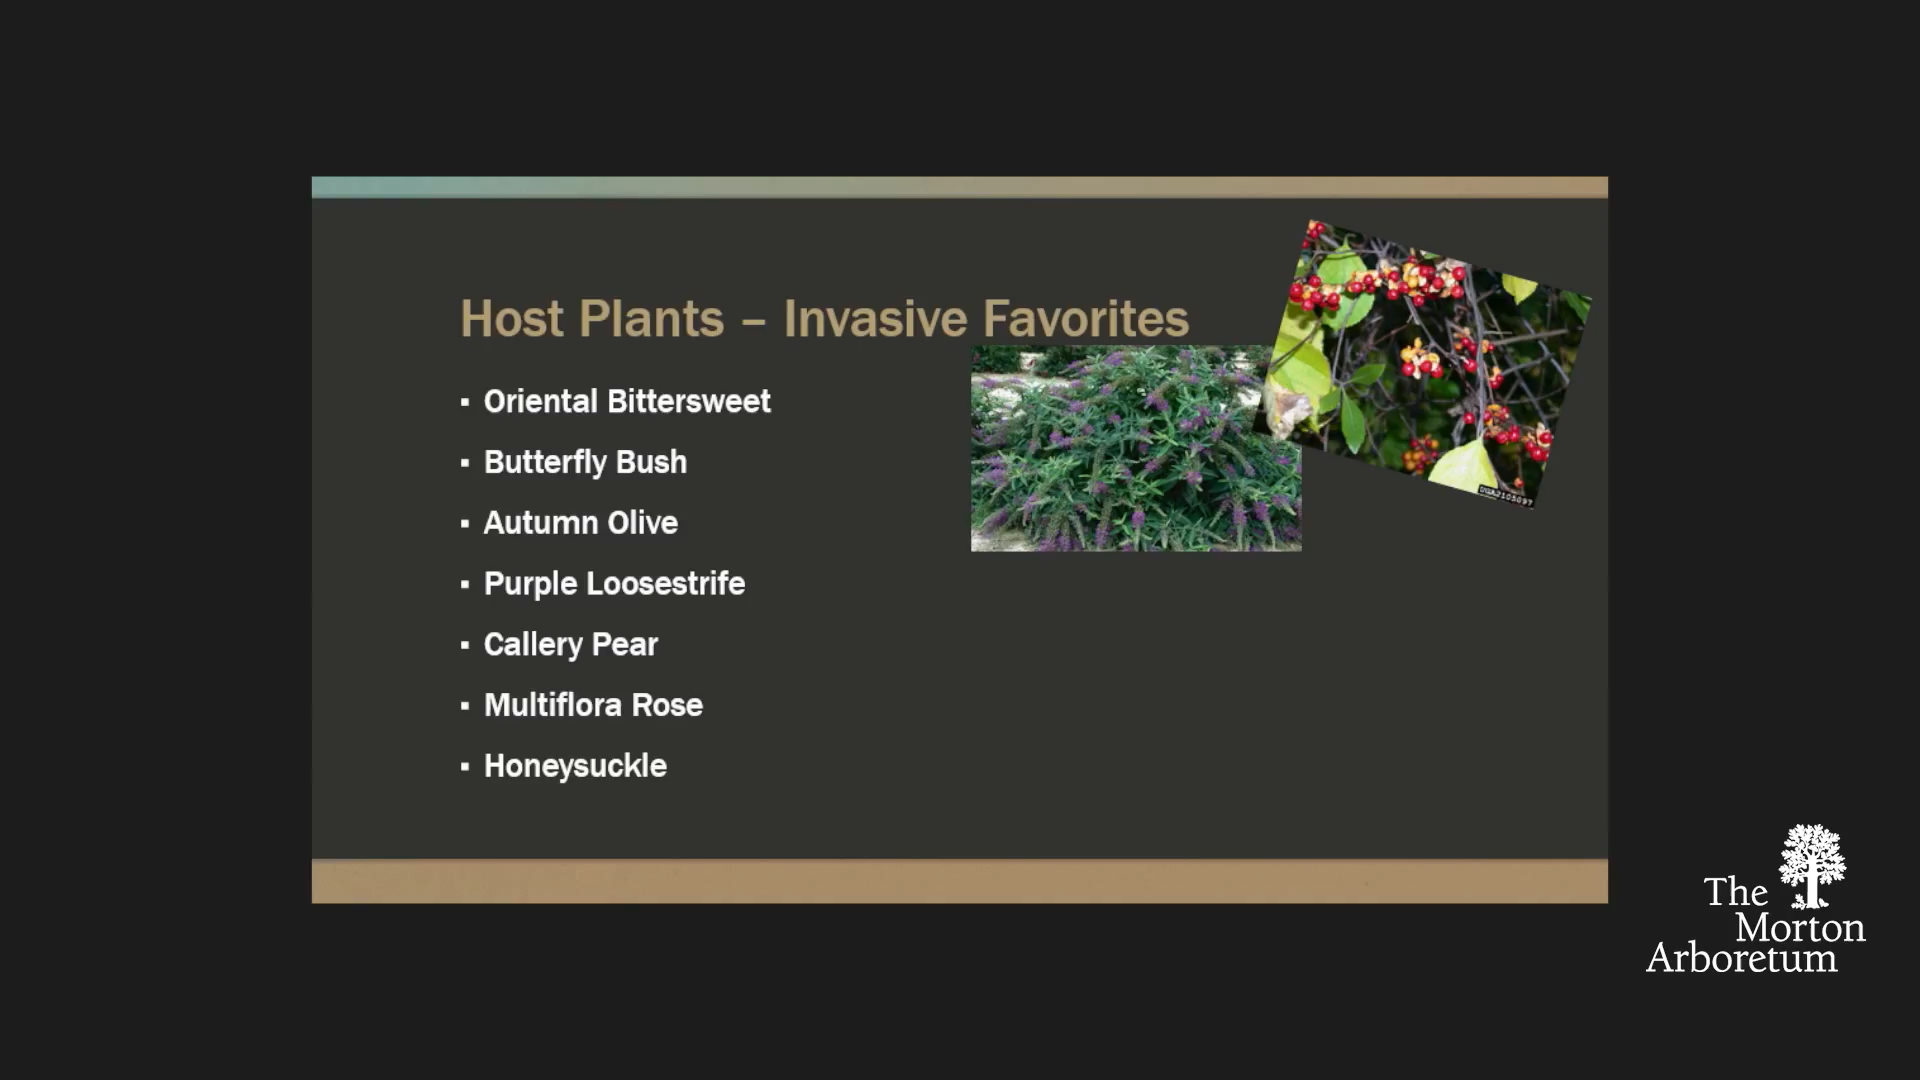 Host Plants – Invasive Favorites
▪ Oriental Bittersweet
▪ Butterfly Bush
▪ Autumn Olive
▪ Purple Loosestrife
▪ Callery Pear
▪ Multiflora Rose
▪ Honeysuckle
The
Morton
Arboretum